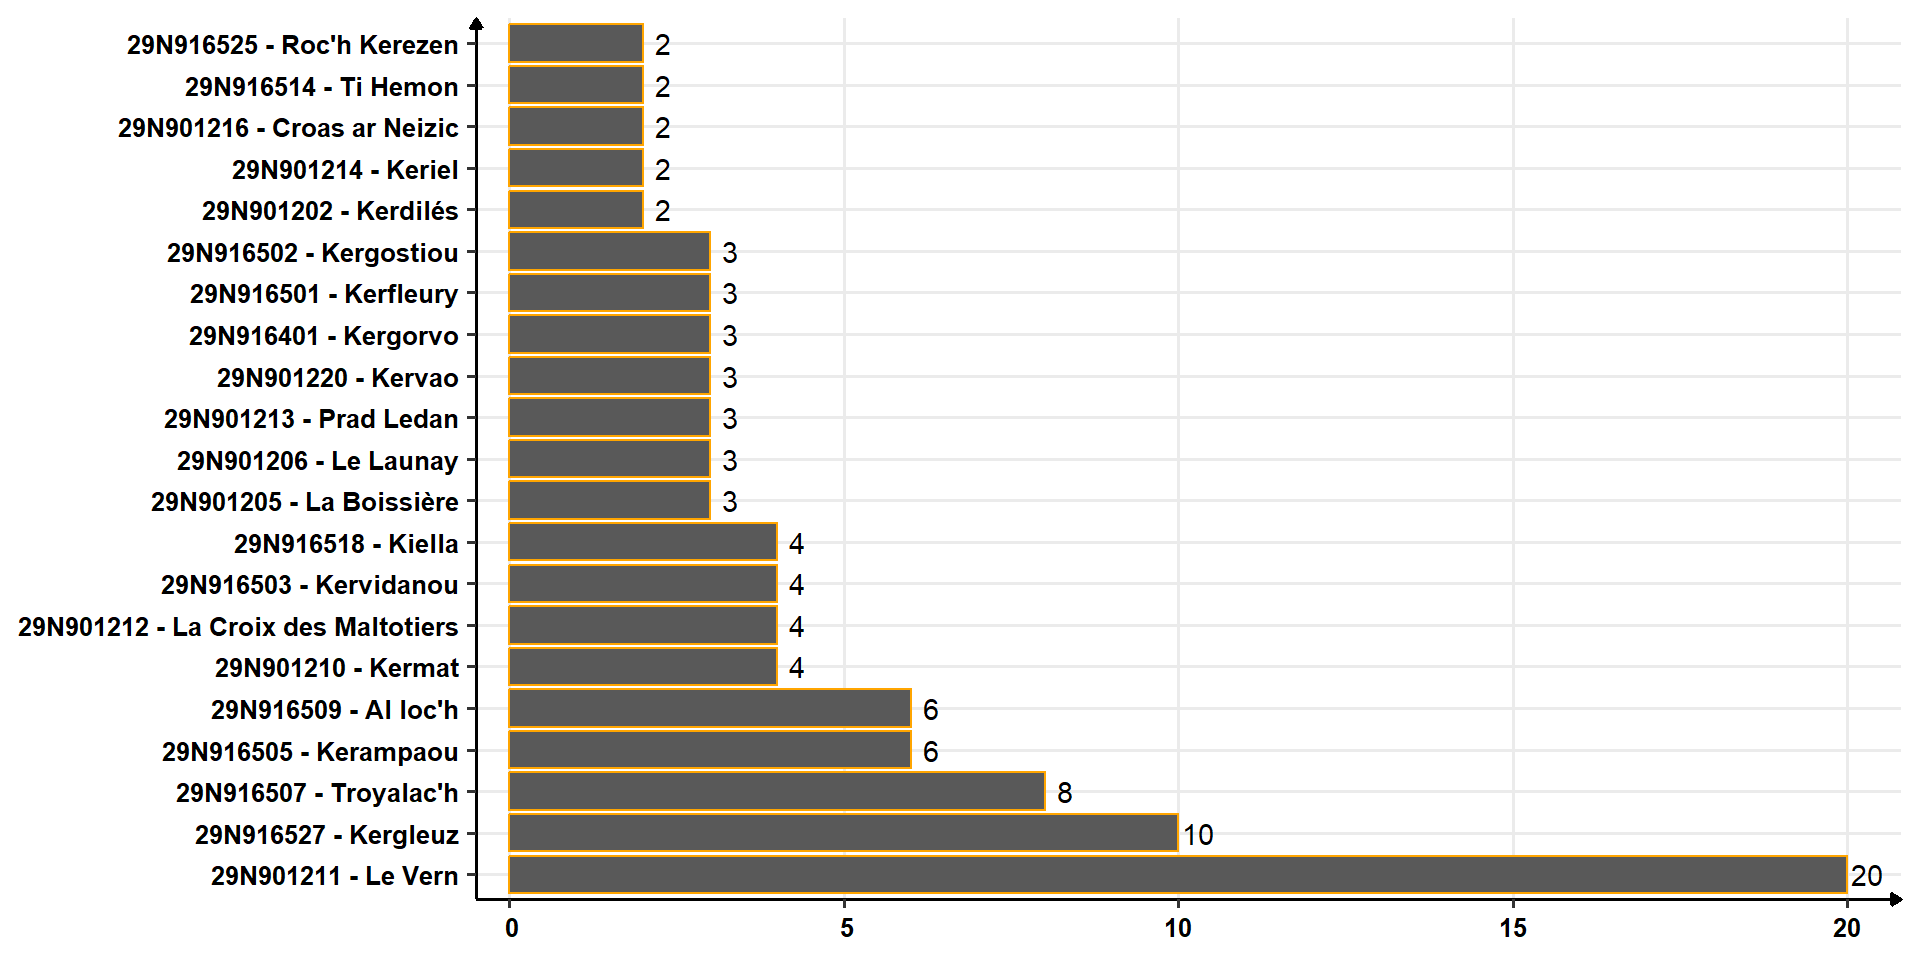 29N916525 - Roc'h Kerezen 2
29N916514 - Ti Hemon 2
29N901216 - Croas ar Neizic 2
29N901214 - Keriel 2
29N901202 - Kerdilés 2
29N916502 - Kergostiou 3
29N916501 - Kerfleury 3
29N916401 - Kergorvo 3
29N901220 - Kervao 3
29N901213 - Prad Ledan 3
29N901206 - Le Launay 3
29N901205 - La Boissière 3
29N916518 - Kiella 4
29N916503 - Kervidanou 4
29N901212 - La Croix des Maltotiers 4
29N901210 - Kermat 4
29N916509 - Al loc'h 6
29N916505 - Kerampaou 6
29N916507 - Troyalac'h 8
29N916527 - Kergleuz 10
29N901211 - Le Vern 20
0 5 10 15 20